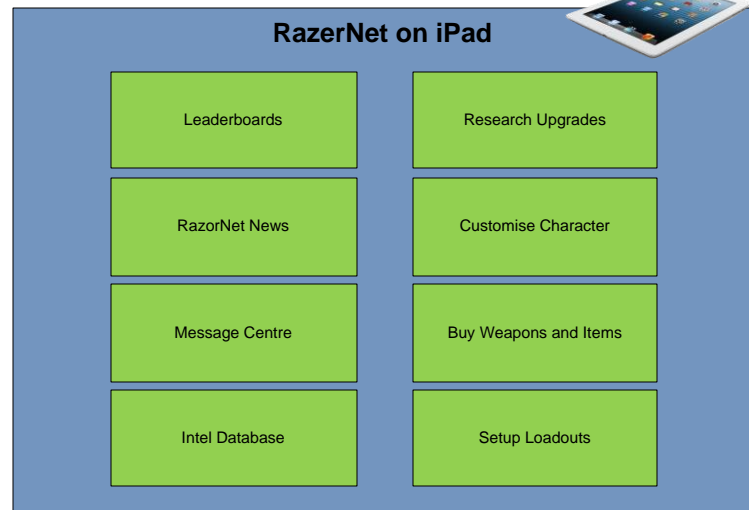 RazerNet on iPad
Leaderboards
Research Upgrades
RazorNet News
Customise Character
Message Centre
Buy Weapons and Items
Intel Database
Setup Loadouts